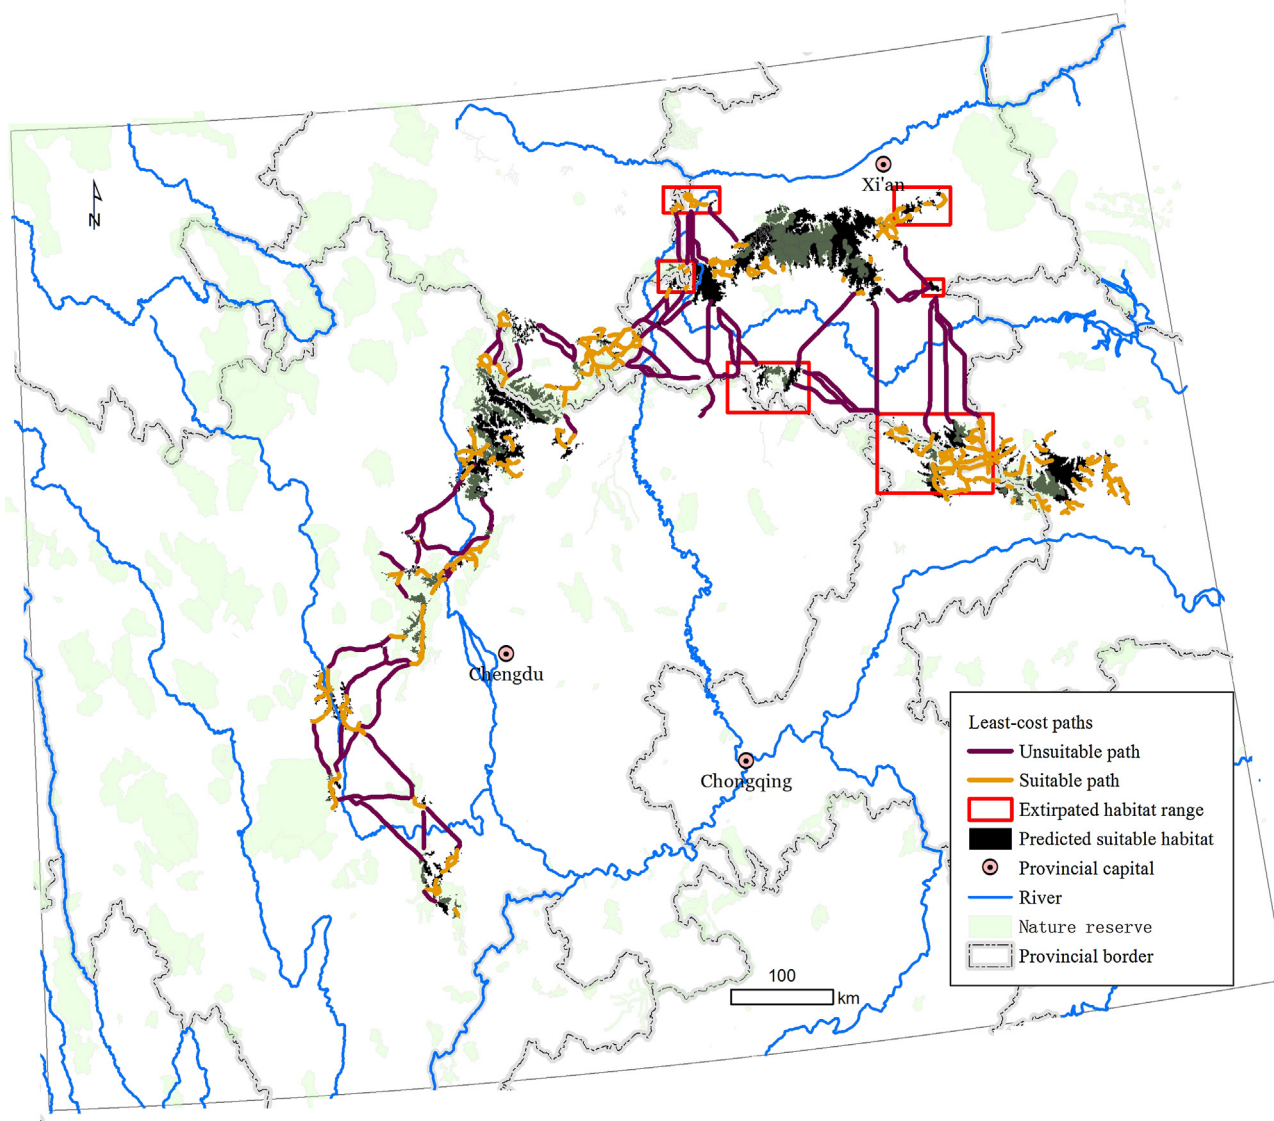 Xi'an
N
Chengdu
Chongqing
Least-cost paths
Unsuitable path
Suitable path
Extirpated habitat range
Predicted suitable habitat
Provincial capital
River
Nature reserve
Provincial border
100
km